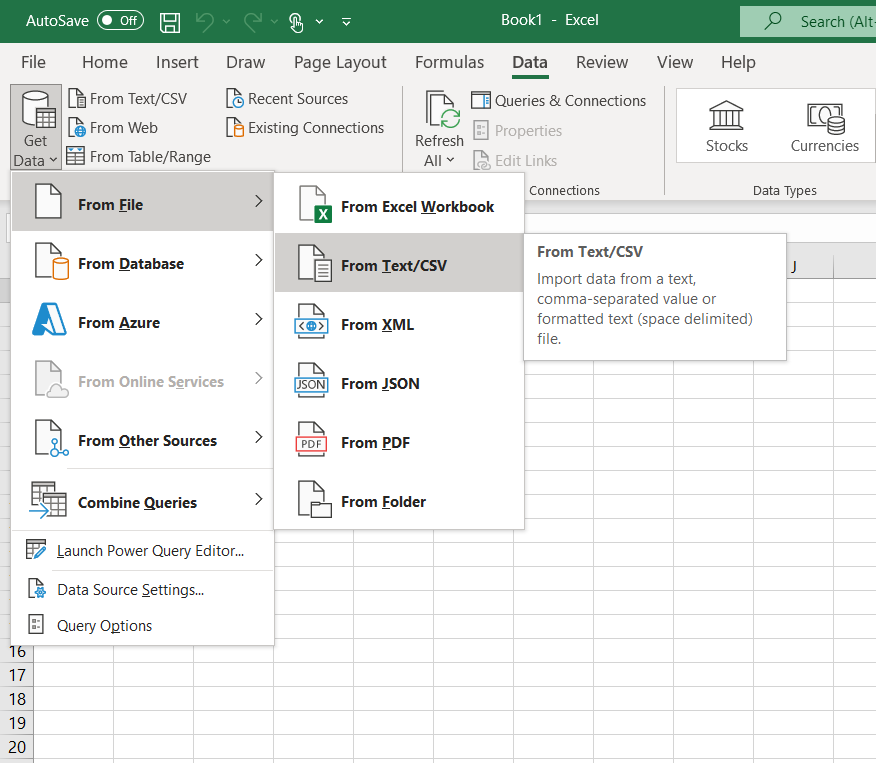 AutoSave Off
Book1 - Excel
Search (Alt-
File Home Insert Draw Page Layout Formulas Data Review View Help
Get Data
From Text/CSV
From Web
From Table/Range
Recent Sources
Existing Connections
Refresh All
Queries & Connections
Properties
Edit Links
Connections
Stocks
Currencies
Data Types
From File
From Database
From Azure
From Online Services
From Other Sources
Combine Queries
Launch Power Query Editor...
Data Source Settings...
Query Options
X
From Excel Workbook
From Text/CSV
From XML
JSON
From JSON
PDF
From PDF
From Folder
From Text/CSV
Import data from a text,
comma-separated value or
formatted text (space delimited)
file.
J
16
17
18
19
20